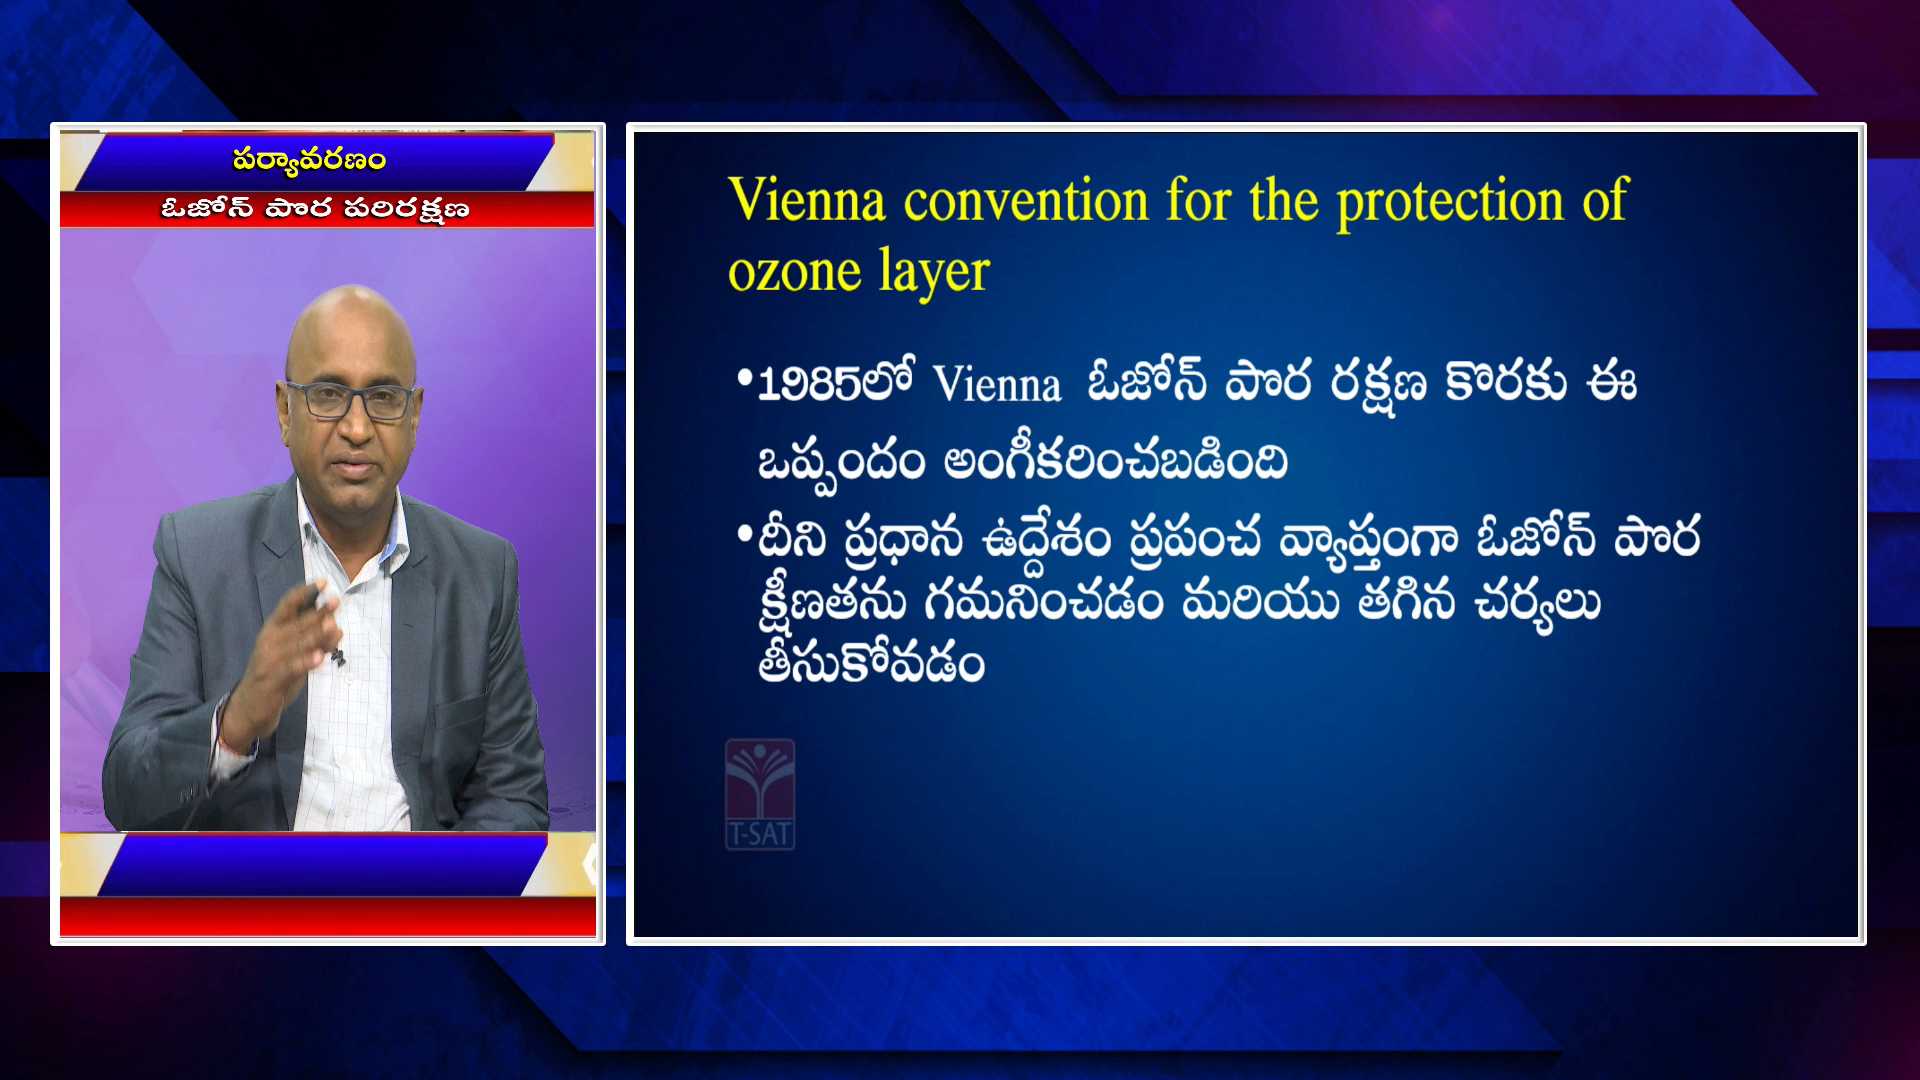 పర్యావరణం
ఓజోన్ పొర పరిరక్షణ
Vienna convention for the protection of
ozone layer
•1985లో Vienna ఓజోన్ పొర రక్షణ కొరకు ఈ
ఒప్పందం అంగీకరించబడింది
•దీని ప్రధాన ఉద్దేశం ప్రపంచ వ్యాప్తంగా ఓజోన్ పొర
క్షీణతను గమనించడం మరియు తగిన చర్యలు
తీసుకోవడం
T-SAT